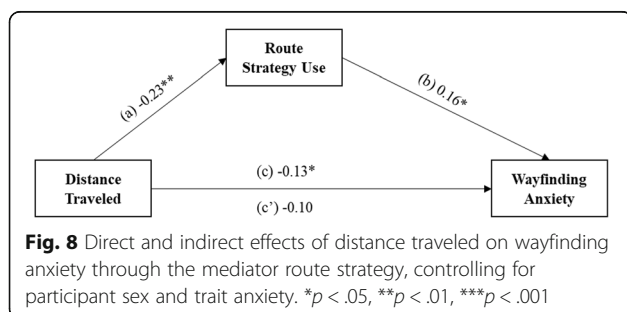 Route
Strategy Use
(a) -0.23**
(b) 0.16*
Distance
Traveled
(c) -0.13*
(c') -0.10
Wayfinding
Anxiety
Fig. 8 Direct and indirect effects of distance traveled on wayfinding
anxiety through the mediator route strategy, controlling for
participant sex and trait anxiety. *p < .05, **p < .01, ***p < .001